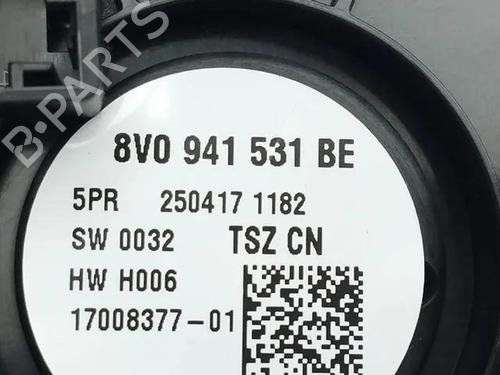 B-PARTS
8V0 941 531 BE
5PR 250417 1182
SW 0032 TSZ CN
HW H006
17008377-01